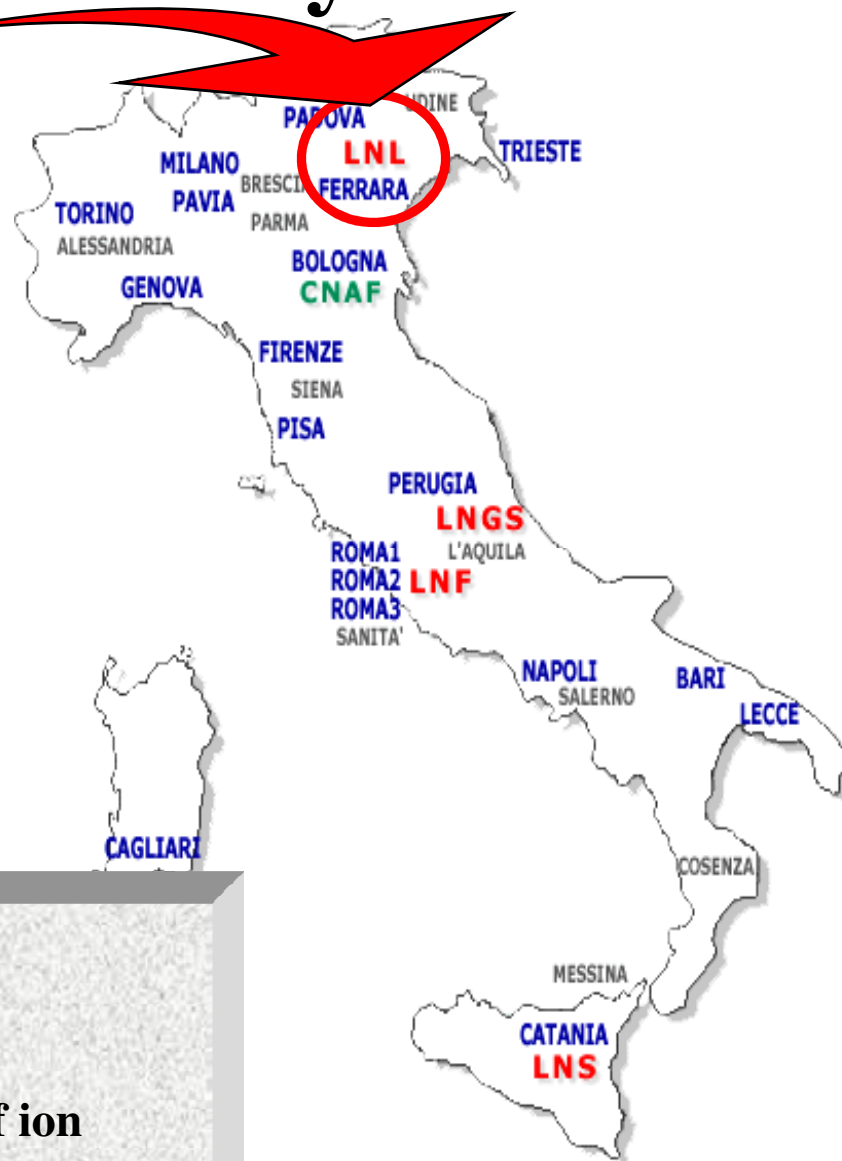 y
UDINE
PADOVA
LNL
TRIESTE
MILANO
BRESCIA
FERRARA
PAVIA
TORINO
PARMA
ALESSANDRIA
BOLOGNA
GENOVA
CNAF
FIRENZE
SIENA
PISA
PERUGIA
LNGS
ROMA1
L'AQUILA
ROMA2
LNF
ROMA3
SANITA'
NAPOLI
BARI
SALERNO
LECCE
CAGLIARI
COSENZA
MESSINA
CATANIA
LNS
f ion